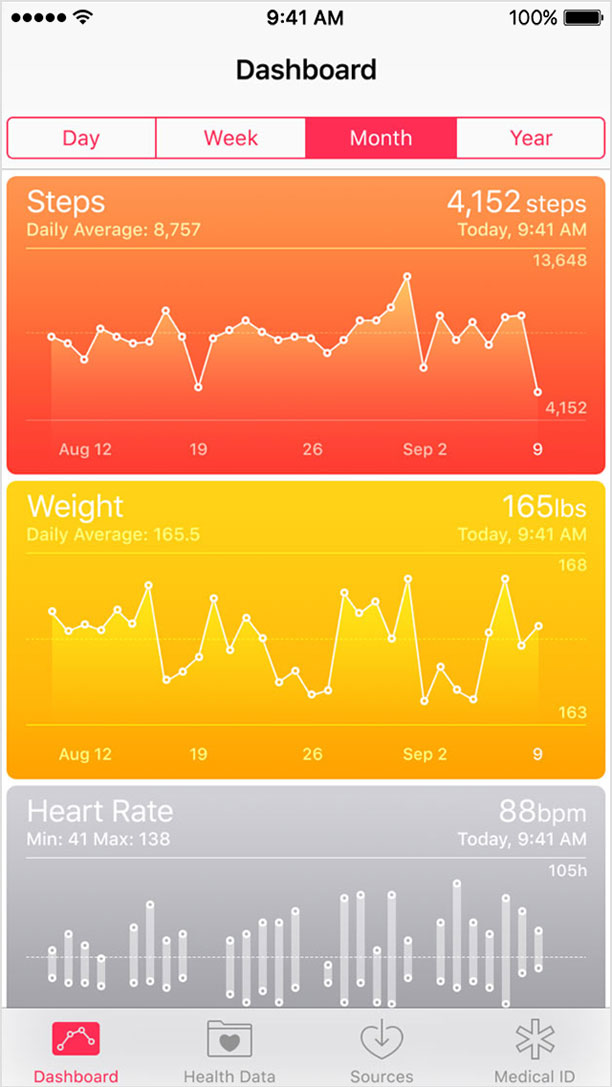 9:41 AM 100%
Dashboard
Day Week Month Year
Steps 4,152 steps
Daily Average: 8,757 Today, 9:41 AM
13,648
4,152
Aug 12 19 26 Sep 2 9
Weight 165lbs
Daily Average: 165.5 Today, 9:41 AM
168
163
Aug 12 19 26 Sep 2 9
Heart Rate 88bpm
Min: 41 Max: 138 Today, 9:41 AM
105h
Dashboard Health Data Sources Medical ID